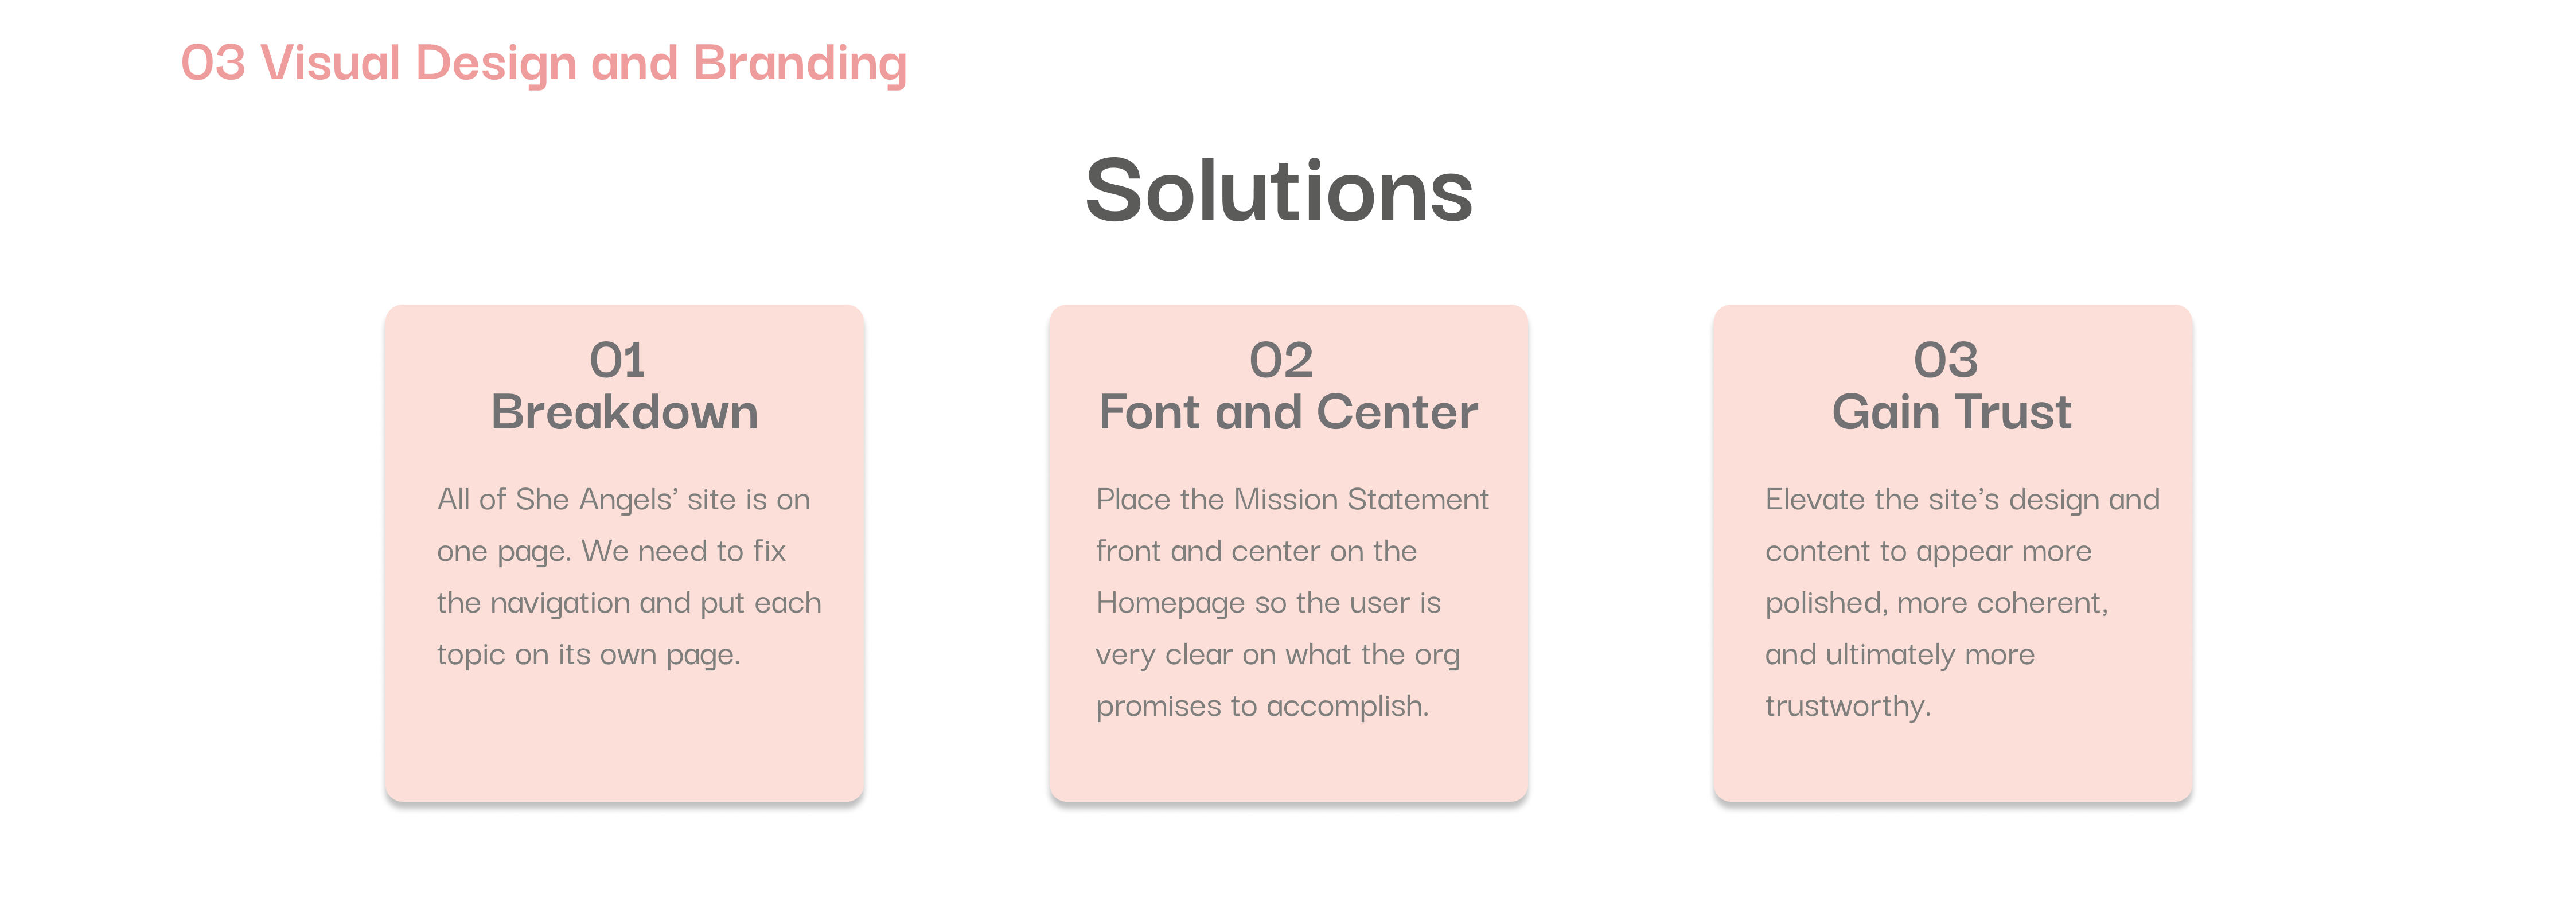 03 Visual Design and Branding
Solutions
01
Breakdown
All of She Angels’ site is on
one page. We need to fix
the navigation and put each
topic on its own page.
02
Font and Center
Place the Mission Statement
front and center on the
Homepage so the user is
very clear on what the org
promises to accomplish.
03
Gain Trust
Elevate the site’s design and
content to appear more
polished, more coherent,
and ultimately more
trustworthy.